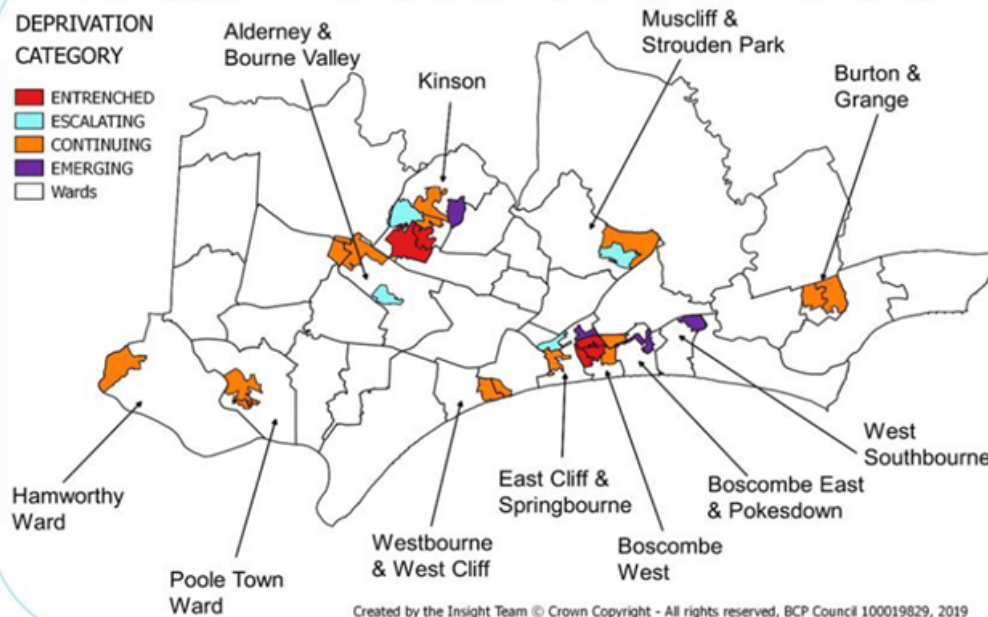 DEPRIVATION
CATEGORY
ENTRENCHED
ESCALATING
CONTINUING
EMERGING
Wards
Alderney &
Bourne Valley
Kinson
Muscliff &
Strouden Park
Burton &
Grange
Hamworthy
Ward
Poole Town
Ward
Westbourne
& West Cliff
East Cliff &
Springbourne
Boscombe
West
Boscombe East
& Pokesdown
West
Southbourne
Created by the Insight Team © Crown Copyright - All rights reserved, BCP Council 100019829, 2019